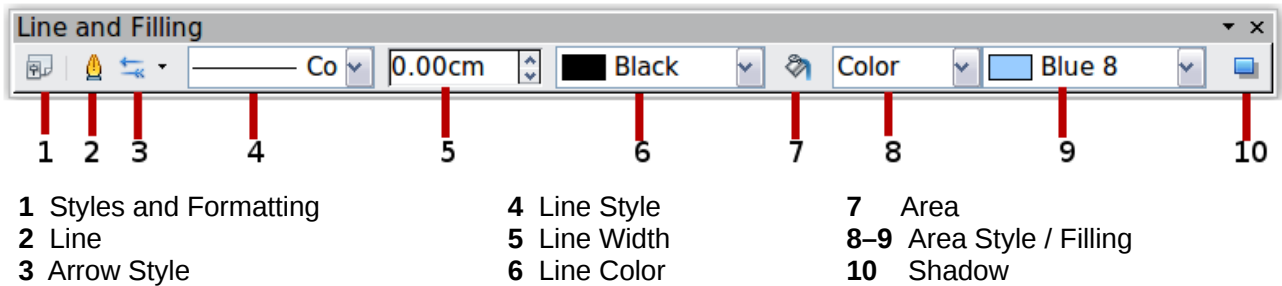 Line and Filling
Co 0.00cm Black Color Blue 8
1 2 3 4 5 6 7 8 9 10
1 Styles and Formatting 4 Line Style 7 Area
2 Line 5 Line Width 8–9 Area Style / Filling
3 Arrow Style 6 Line Color 10 Shadow